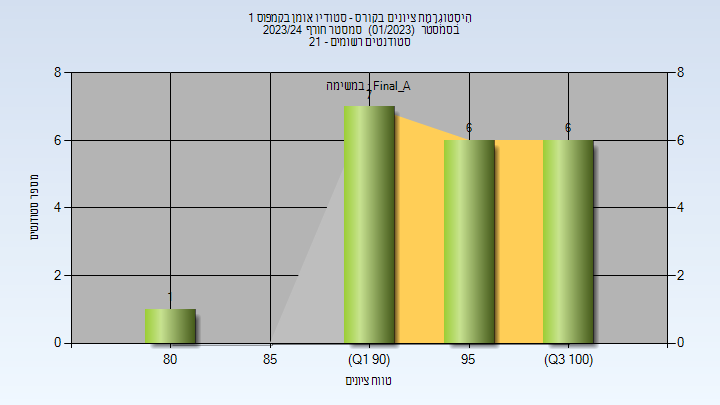 היסטוגרמת ציונים בקורס - סטודיו אומן בקמפוס 1
בסמסטר (01/2023) סמסטר חורף 2023/24
סטודנטים רשומים - 21
במשימה : Final_A
8
6
4
2
0
8
6
4
2
0
1
7
6
6
80
85
(Q1 90)
95
(Q3 100)
מספר סטודנטים
טווח ציונים